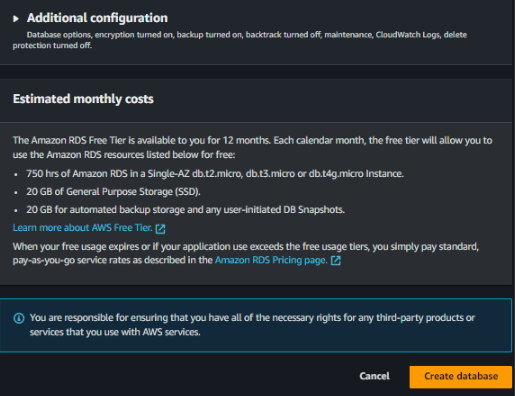 Additional configuration
Database options, encryption turned on, backup turned on, backtrack turned off, maintenance, CloudWatch Logs, delete
protection turned off.
Estimated monthly costs
The Amazon RDS Free Tier is available to you for 12 months. Each calendar month, the free tier will allow you to
use the Amazon RDS resources listed below for free:
• 750 hrs of Amazon RDS in a Single-AZ db.t2.micro, db.t3.micro or db.t4g.micro Instance.
• 20 GB of General Purpose Storage (SSD).
• 20 GB for automated backup storage and any user-initiated DB Snapshots.
Learn more about AWS Free Tier.
When your free usage expires or if your application use exceeds the free usage tiers, you simply pay standard,
pay-as-you-go service rates as described in the Amazon RDS Pricing page.
You are responsible for ensuring that you have all of the necessary rights for any third-party products or
services that you use with AWS services.
Cancel
Create database